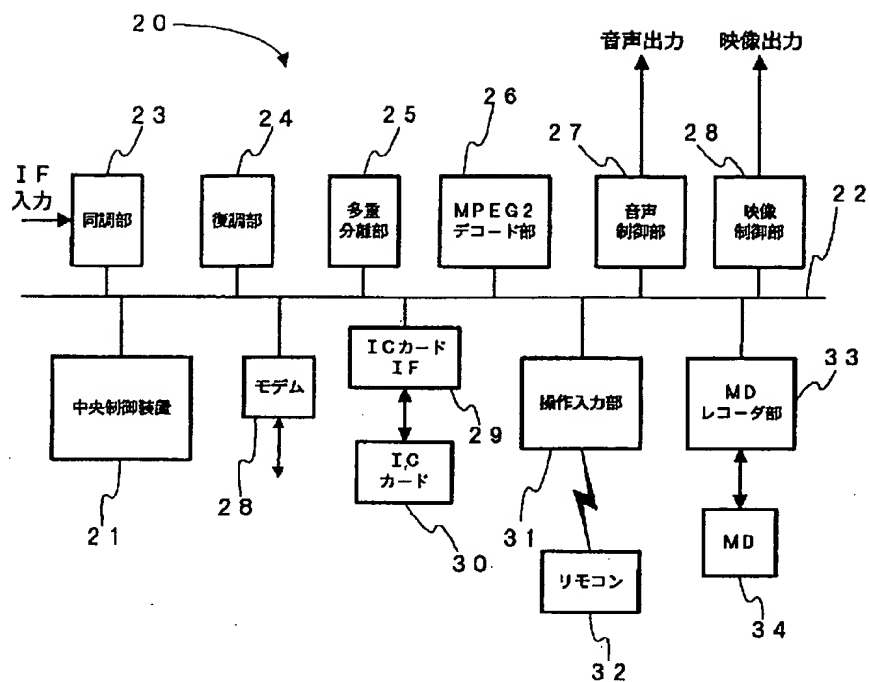 20
音声出力
映像出力
23
24
25
26
27
28
22
IF
入力
同調部
復調部
多重
分離部
MPEG2
デコード部
音声
制御部
映像
制御部
中央制御装置
モデム
ICカード
IF
操作入力部
MD
レコーダ部
33
21
28
29
IC
カード
30
31
リモコン
32
MD
34